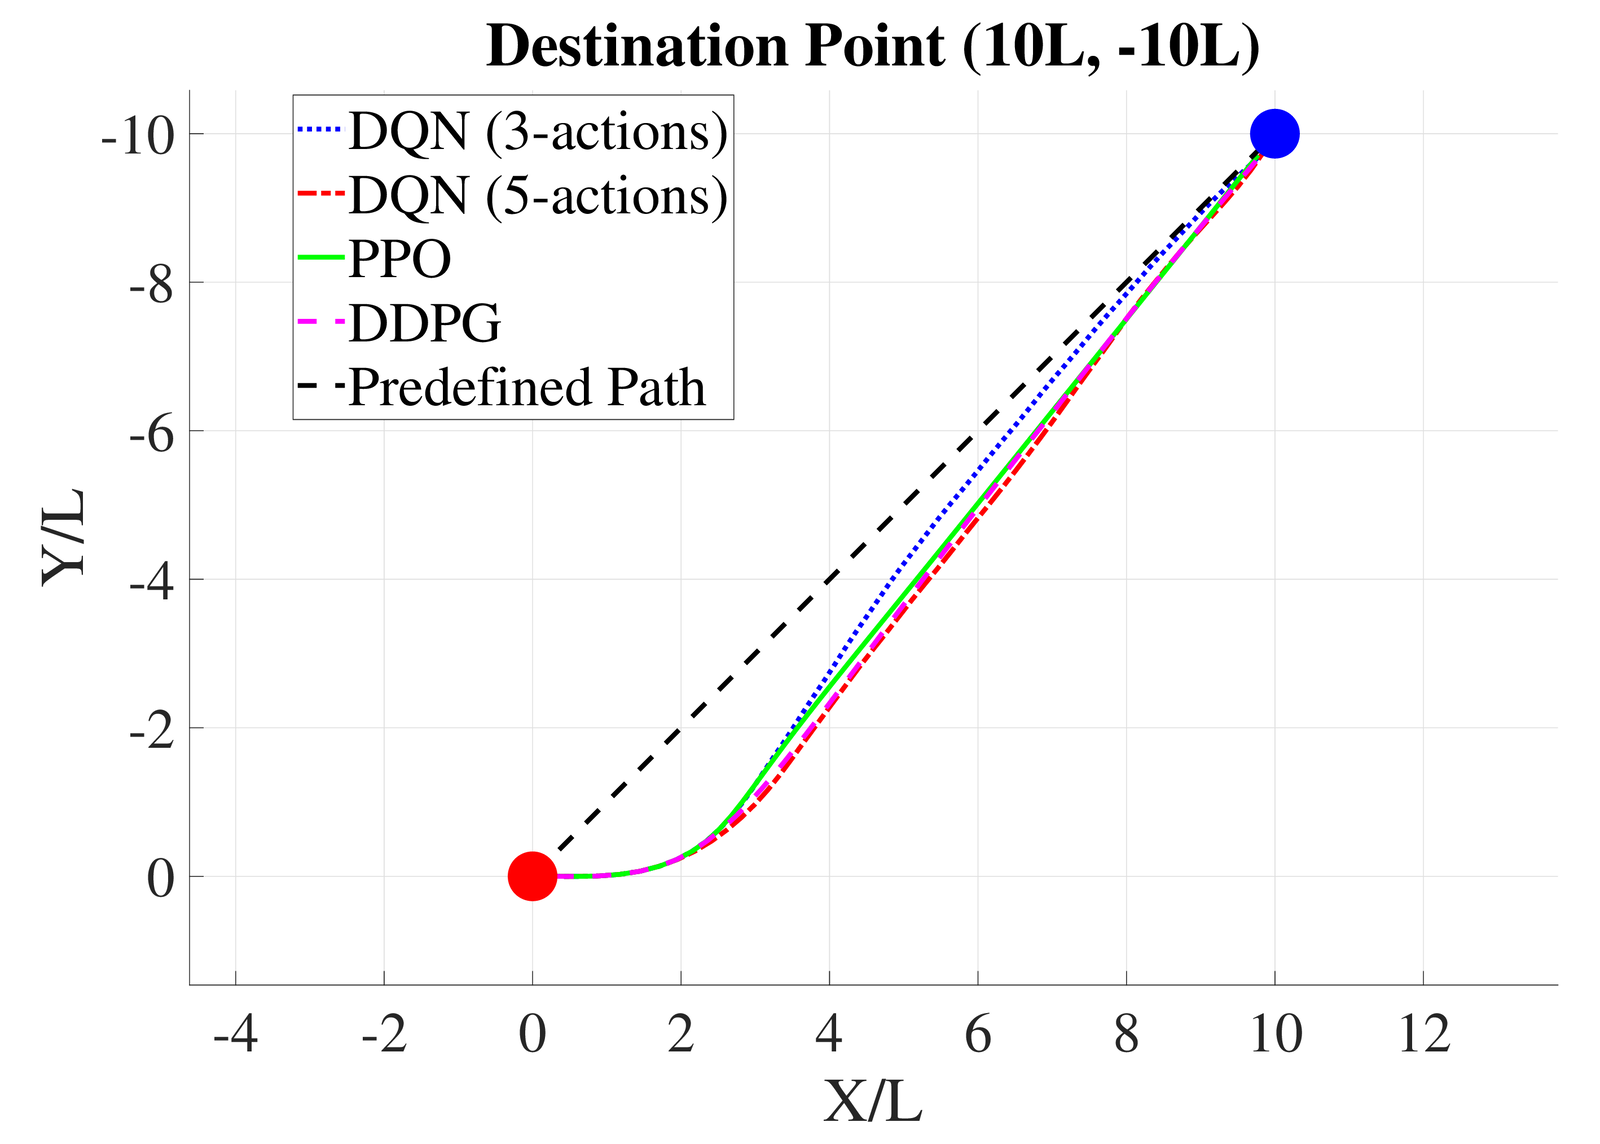 Destination Point (10L, -10L)
DQN (3-actions)
DQN (5-actions)
PPO
DDPG
Predefined Path
-10
-8
-6
-4
-2
0
Y/L
-4 -2 0 2 4 6 8 10 12
X/L